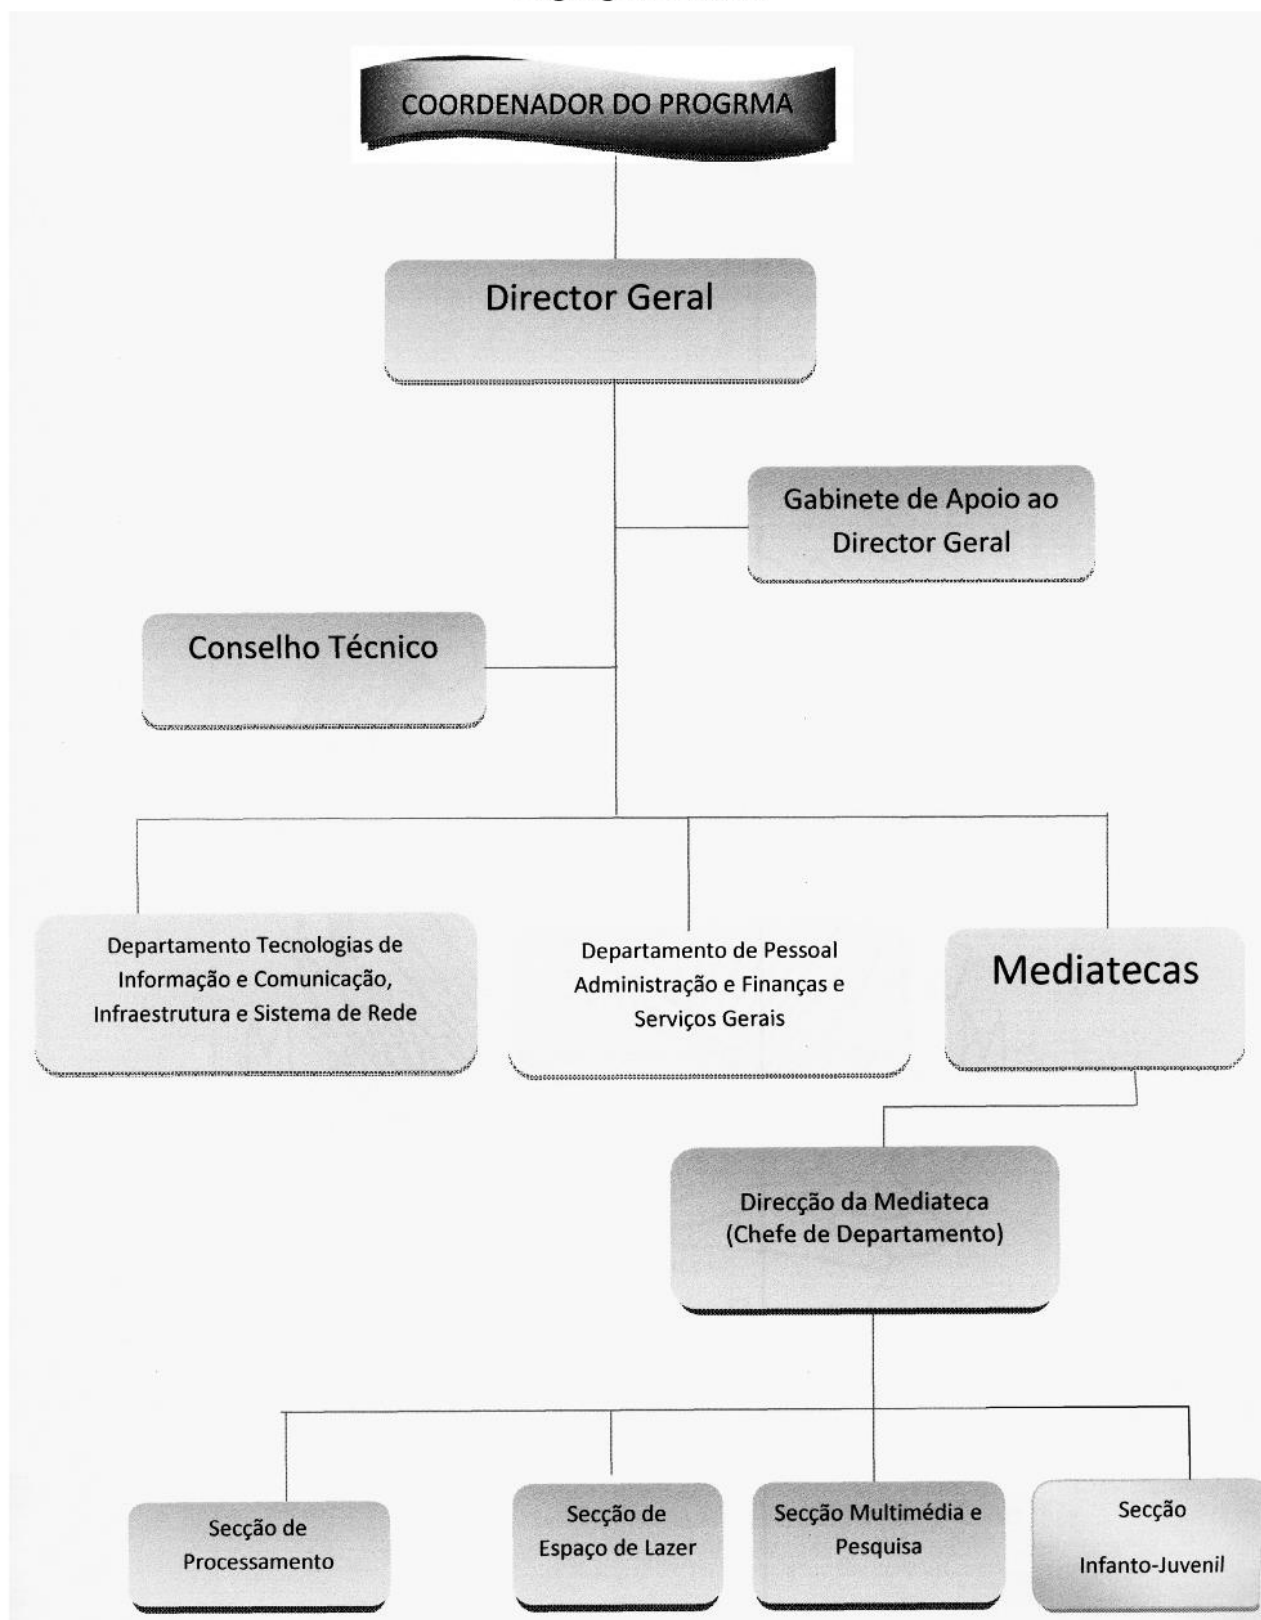 COORDENADOR DO PROGRMA
Director Geral
Gabinete de Apoio ao
Director Geral
Conselho Técnico
Departamento Tecnologias de
Informação e Comunicação,
Infraestrutura e Sistema de Rede
Departamento de Pessoal
Administração e Finanças e
Serviços Gerais
Mediatecas
Direcção da Mediateca
(Chefe de Departamento)
Secção de
Processamento
Secção de
Espaço de Lazer
Secção Multimédia e
Pesquisa
Secção
Infanto-Juvenil